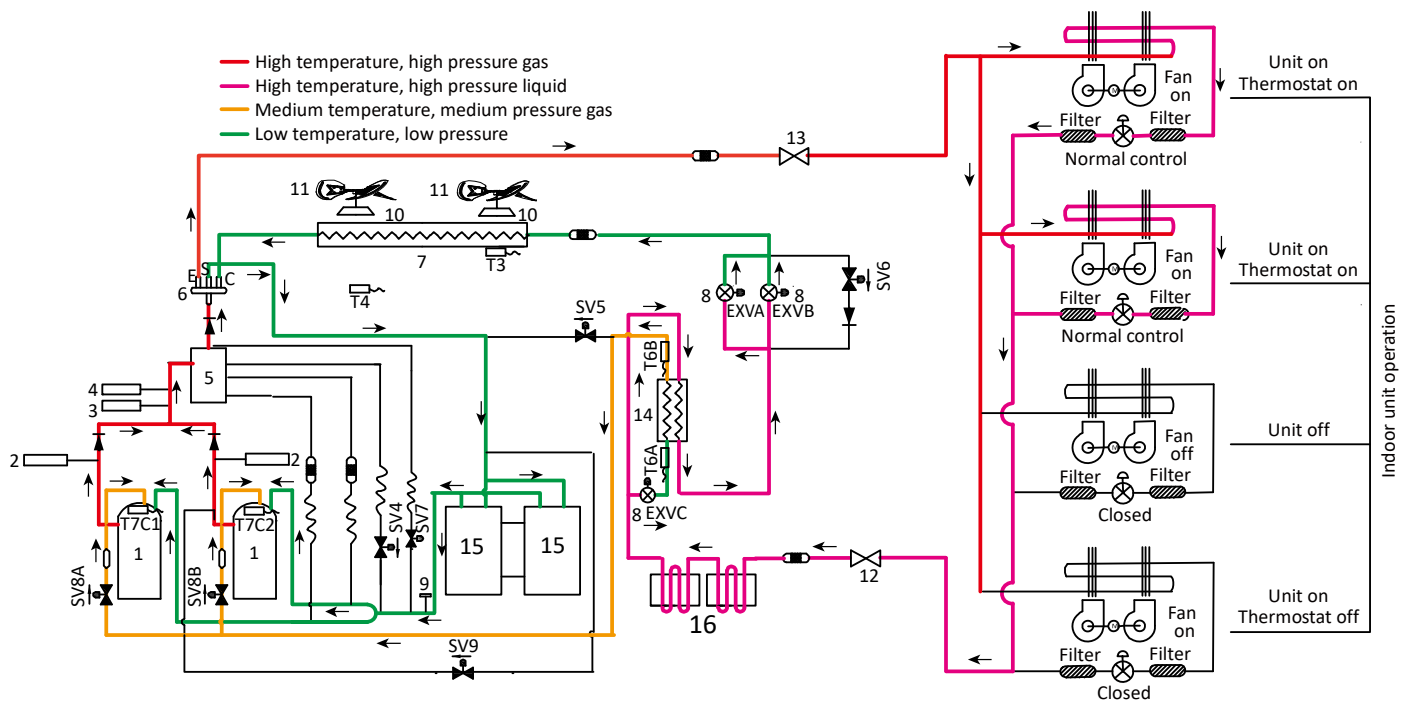 High temperature, high pressure gas
High temperature, high pressure liquid
Medium temperature, medium pressure gas
Low temperature, low pressure
13
11
11
10
10
7
T3
T4
E
S
C
6
5
4
3
2
2
T7C1
T7C2
1
1
SV8A
SV8B
SV4
SV7
9
SV9
15
15
SV5
T6B
14
T6A
8
EXVC
8
EXVA
8
EXVB
SV6
16
12
M
Fan
on
Filter
Filter
Normal control
Unit on
Thermostat on
M
Fan
on
Filter
Filter
Normal control
Unit on
Thermostat on
M
Fan
off
Filter
Filter
Closed
Unit off
M
Fan
on
Filter
Filter
Closed
Unit on
Thermostat off
Indoor unit operation